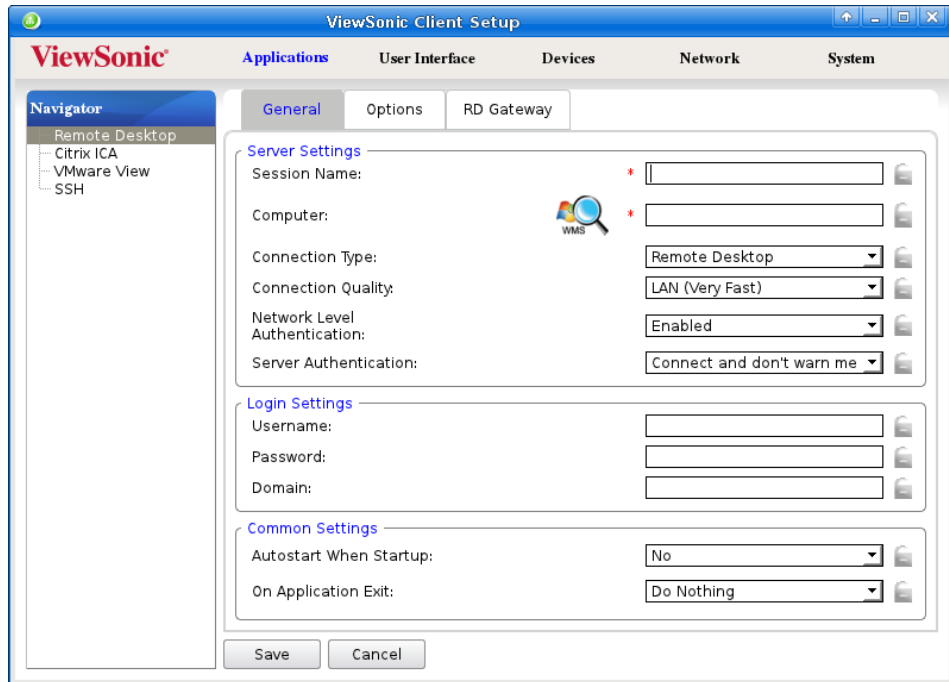 ViewSonic Client Setup
ViewSonic®
Applications User Interface Devices Network System
Navigator
Remote Desktop
Citrix ICA
VMware View
SSH
General Options RD Gateway
Server Settings
Session Name: *
Computer: WMS *
Connection Type: Remote Desktop
Connection Quality: LAN (Very Fast)
Network Level
Authentication: Enabled
Server Authentication: Connect and don't warn me
Login Settings
Username:
Password:
Domain:
Common Settings
Autostart When Startup: No
On Application Exit: Do Nothing
Save Cancel